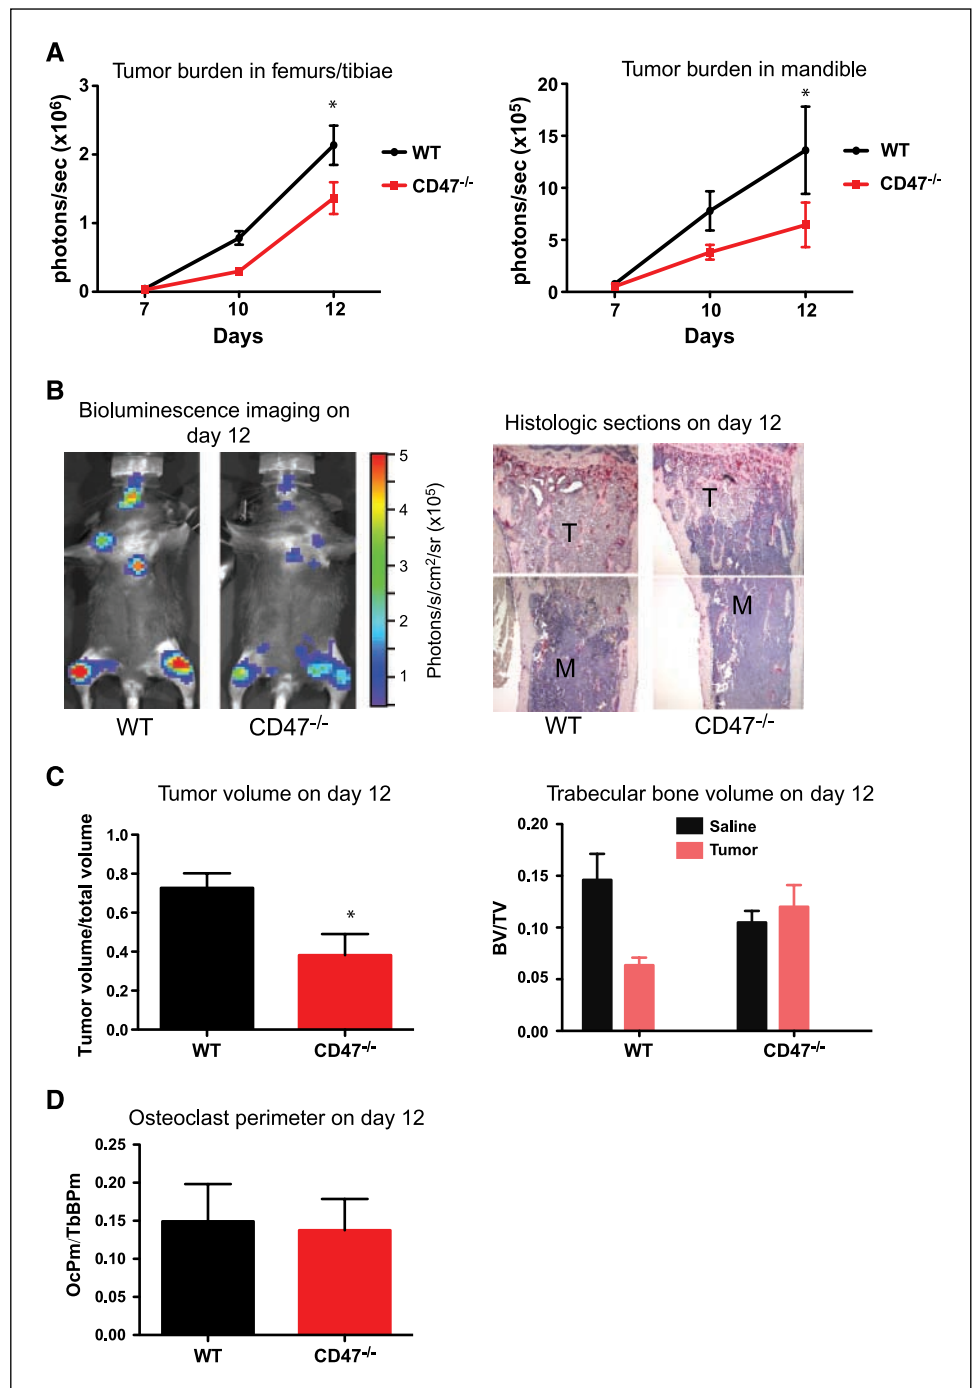 A
Tumor burden in femurs/tibiae
photons/sec (x10⁶)
3
2
1
0
7
10
12
Days
*
WT
CD47⁻/⁻
Tumor burden in mandible
photons/sec (x10⁵)
20
15
10
5
0
7
10
12
Days
*
WT
CD47⁻/⁻
B
Bioluminescence imaging on
day 12
WT
CD47⁻/⁻
5
4
3
2
1
Photons/s/cm²/sr (x10⁵)
Histologic sections on day 12
T
T
M
M
WT
CD47⁻/⁻
C
Tumor volume on day 12
Tumor volume/total volume
1.0
0.8
0.6
0.4
0.2
0.0
*
WT
CD47⁻/⁻
Trabecular bone volume on day 12
BV/TV
0.20
0.15
0.10
0.05
0.00
Saline
Tumor
WT
CD47⁻/⁻
D
Osteoclast perimeter on day 12
OcPm/TbBPm
0.25
0.20
0.15
0.10
0.05
0.00
WT
CD47⁻/⁻